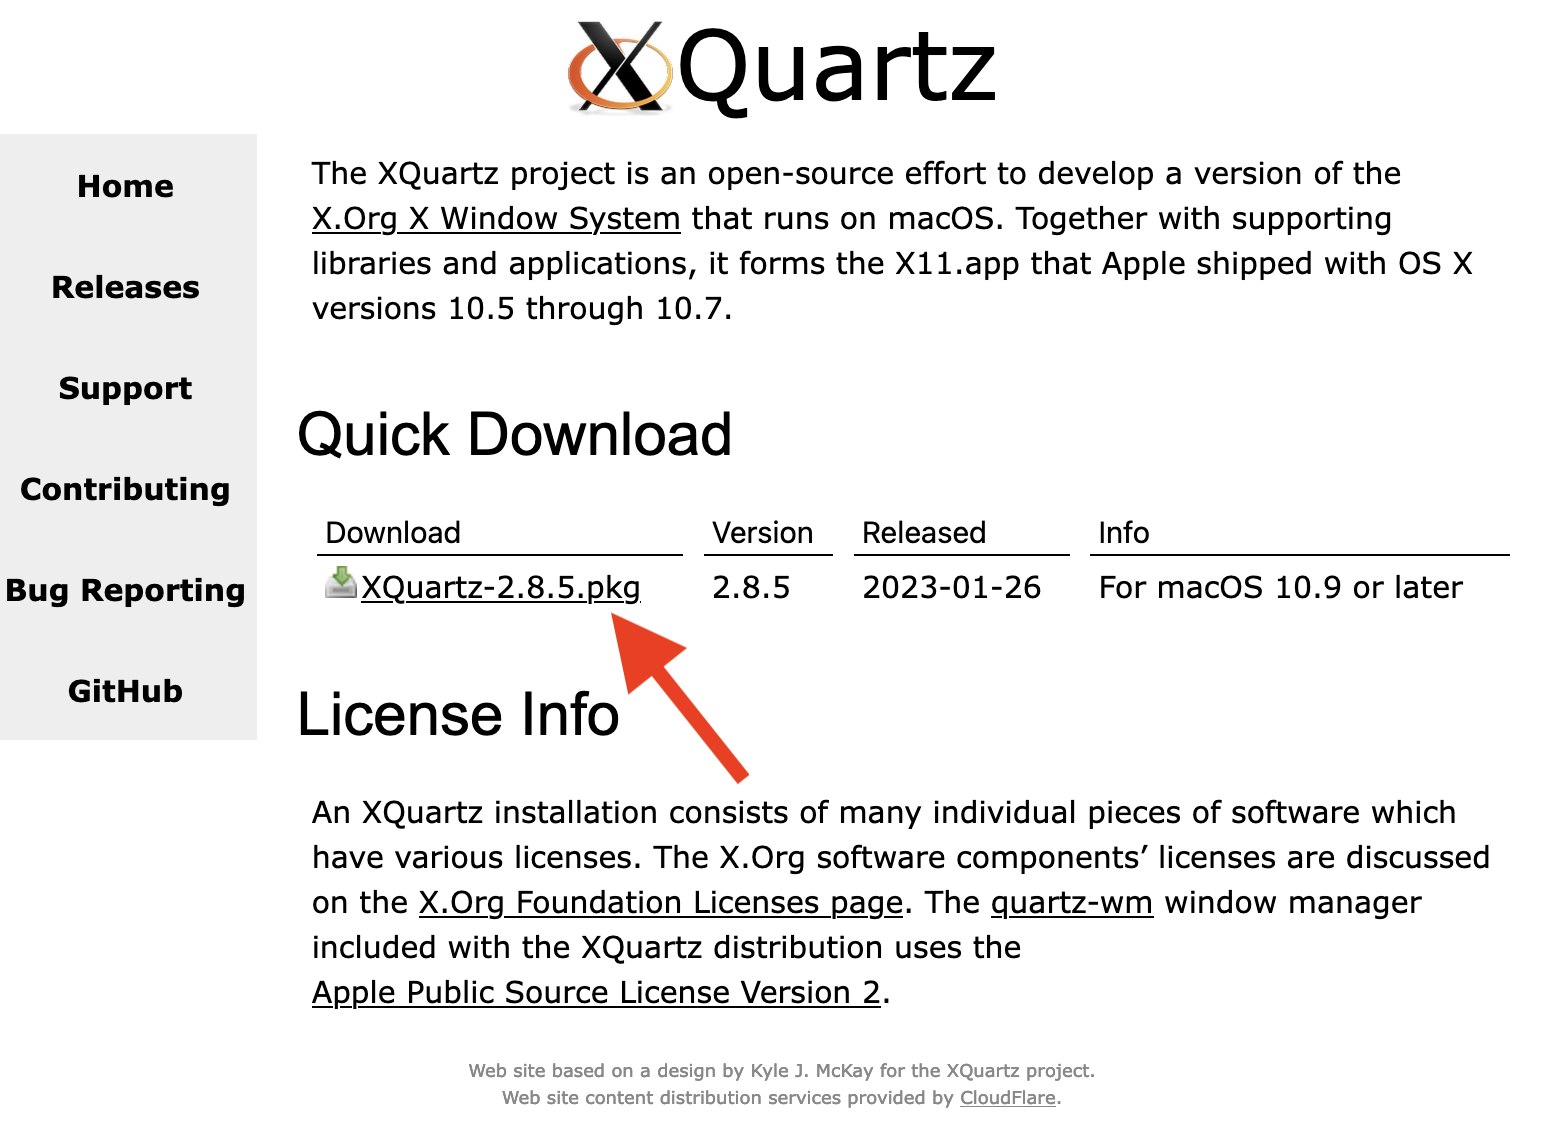 XQuartz
Home
Releases
Support
Contributing
Bug Reporting
GitHub
The XQuartz project is an open-source effort to develop a version of the
X.Org X Window System that runs on macOS. Together with supporting
libraries and applications, it forms the X11.app that Apple shipped with OS X
versions 10.5 through 10.7.
Quick Download
Download Version Released Info
XQuartz-2.8.5.pkg 2.8.5 2023-01-26 For macOS 10.9 or later
License Info
An XQuartz installation consists of many individual pieces of software which
have various licenses. The X.Org software components’ licenses are discussed
on the X.Org Foundation Licenses page. The quartz-wm window manager
included with the XQuartz distribution uses the
Apple Public Source License Version 2.
Web site based on a design by Kyle J. McKay for the XQuartz project.
Web site content distribution services provided by CloudFlare.